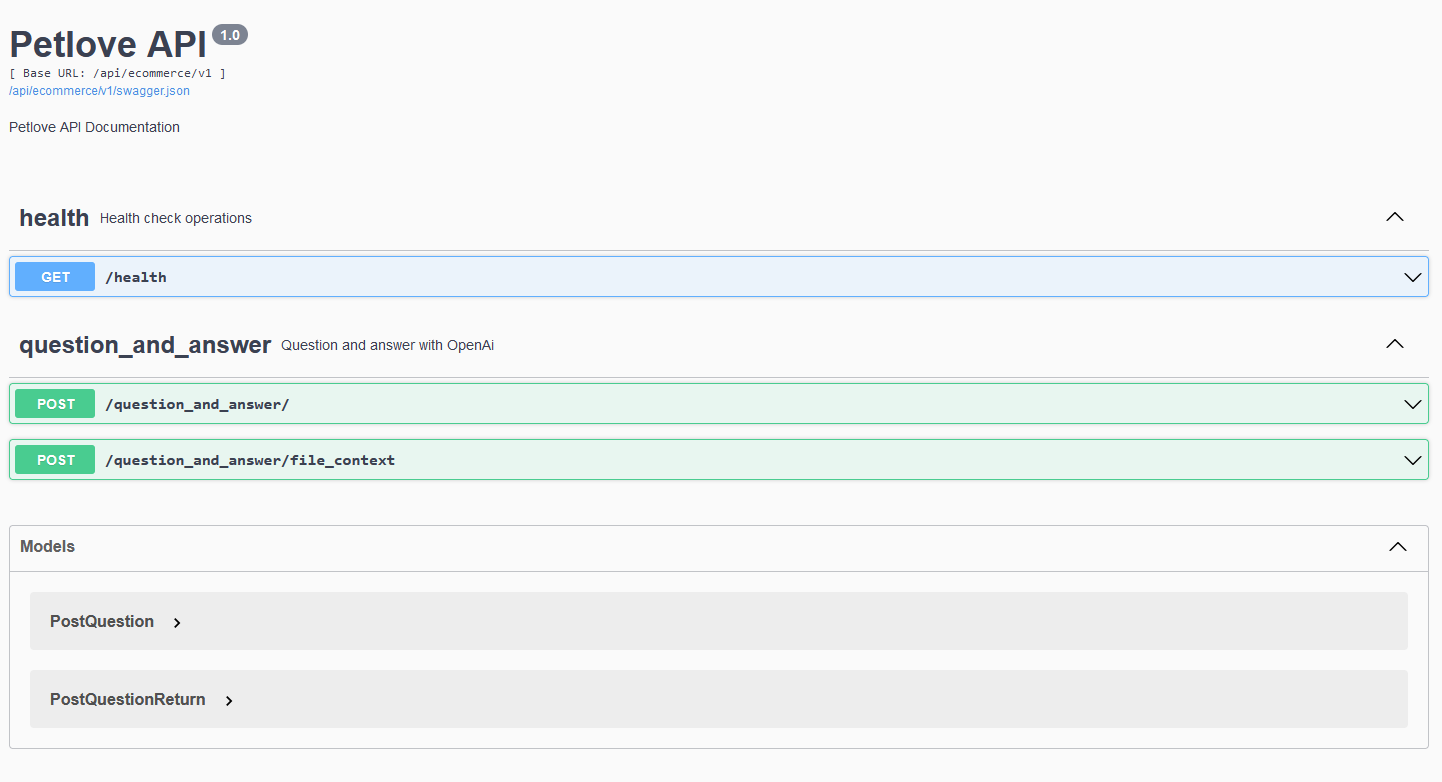 Petlove API 1.0
[ Base URL: /api/ecommerce/v1 ]
/api/ecommerce/v1/swagger.json
Petlove API Documentation
health Health check operations
GET /health
question_and_answer Question and answer with OpenAi
POST /question_and_answer/
POST /question_and_answer/file_context
Models
PostQuestion
PostQuestionReturn